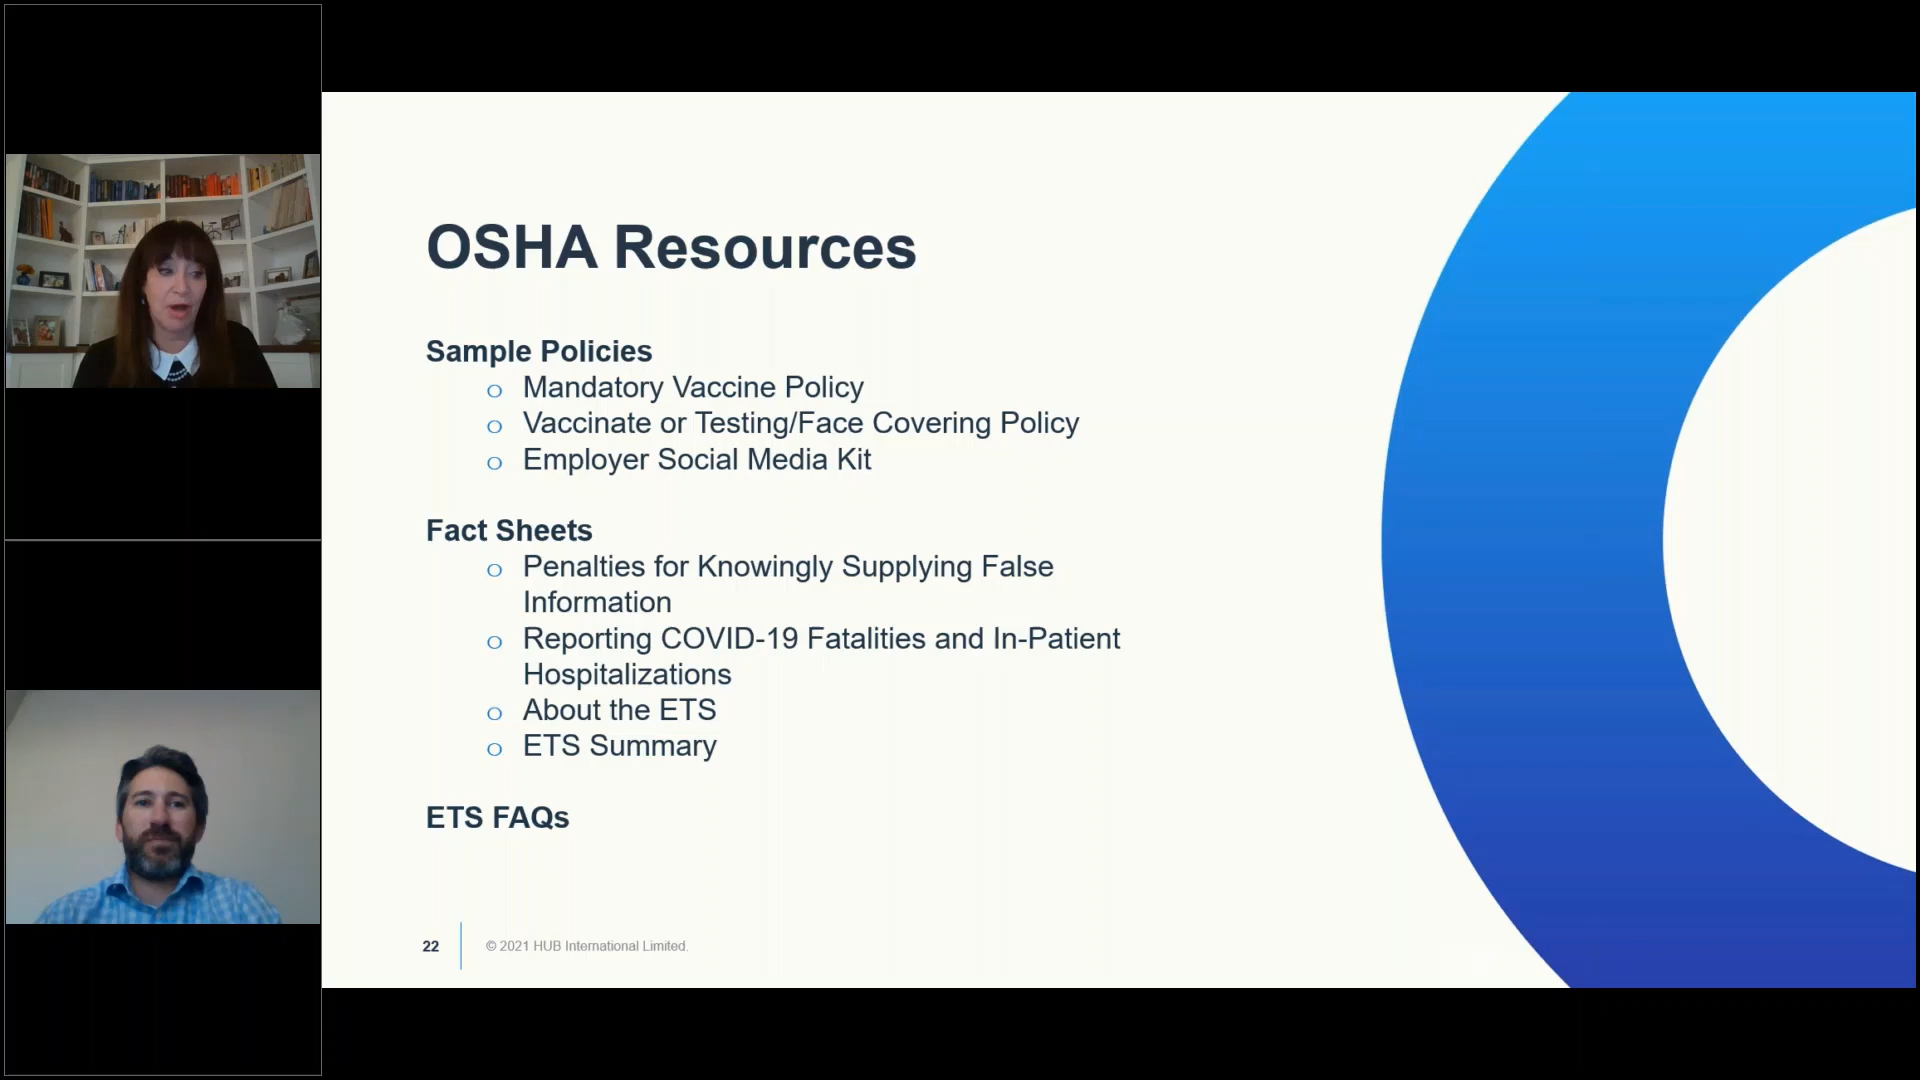 OSHA Resources
Sample Policies
o Mandatory Vaccine Policy
o Vaccinate or Testing/Face Covering Policy
o Employer Social Media Kit
Fact Sheets
o Penalties for Knowingly Supplying False
Information
o Reporting COVID-19 Fatalities and In-Patient
Hospitalizations
o About the ETS
o ETS Summary
ETS FAQs
22
© 2021 HUB International Limited.